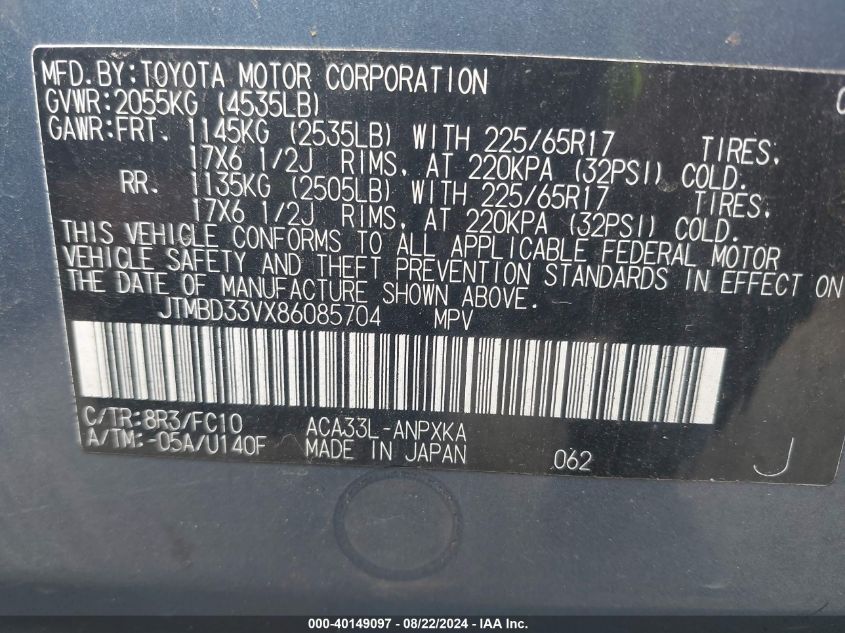 MFD. BY: TOYOTA MOTOR CORPORATION
GVWR: 2055KG (4535LB)
GAWR: FRT. 1145KG (2535LB) WITH 225/65R17 TIRES,
17X6 1/2J RIMS, AT 220KPA (32PSI) COLD.
RR. 1135KG (2505LB) WITH 225/65R17 TIRES,
17X6 1/2J RIMS, AT 220KPA (32PSI) COLD.
THIS VEHICLE CONFORMS TO ALL APPLICABLE FEDERAL MOTOR
VEHICLE SAFETY AND THEFT PREVENTION STANDARDS IN EFFECT ON
THE DATE OF MANUFACTURE SHOWN ABOVE.
JTMBD33VX86085704 MPV
C/TR: 8R3/FC10 ACA33L-ANPXKA
A/TM: -05A/U140F MADE IN JAPAN 062 J
000-40149097 - 08/22/2024 - IAA Inc.